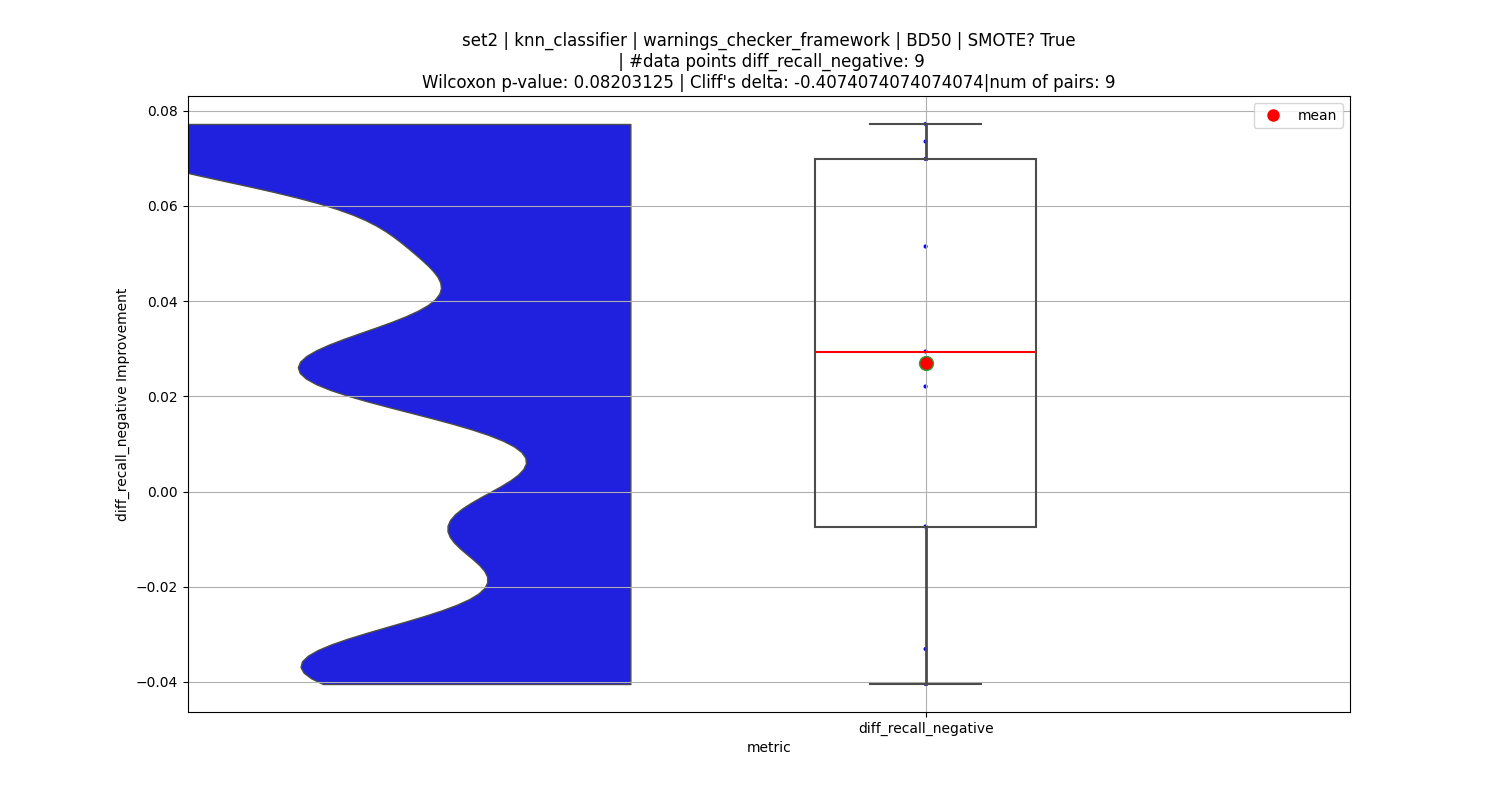 set2 | knn_classifier | warnings_checker_framework | BD50 | SMOTE? True
| #data points diff_recall_negative: 9
Wilcoxon p-value: 0.08203125 | Cliff's delta: -0.4074074074074074|num of pairs: 9
mean
0.08
0.06
0.04
0.02
0.00
−0.02
−0.04
diff_recall_negative Improvement
diff_recall_negative
metric